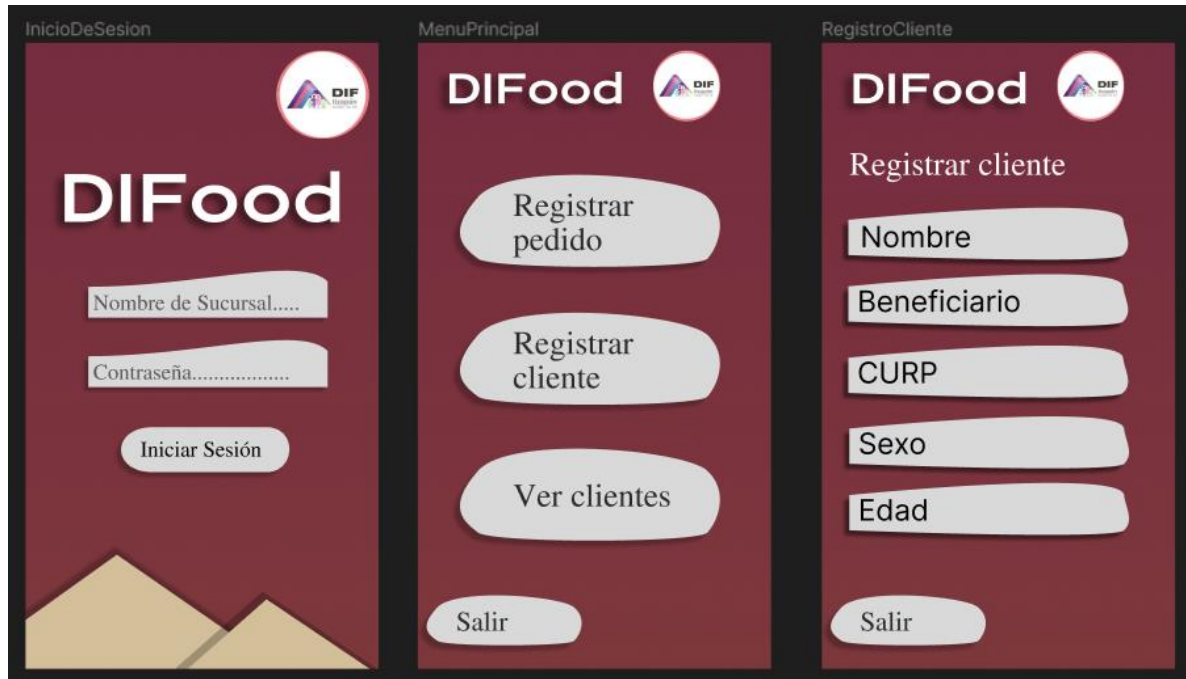 InicioDeSesion
DIF
DIFood
Nombre de Sucursal.....
Contraseña..................
Iniciar Sesión
MenuPrincipal
DIFood
DIF
Registrar
pedido
Registrar
cliente
Ver clientes
Salir
RegistroCliente
DIFood
DIF
Registrar cliente
Nombre
Beneficiario
CURP
Sexo
Edad
Salir